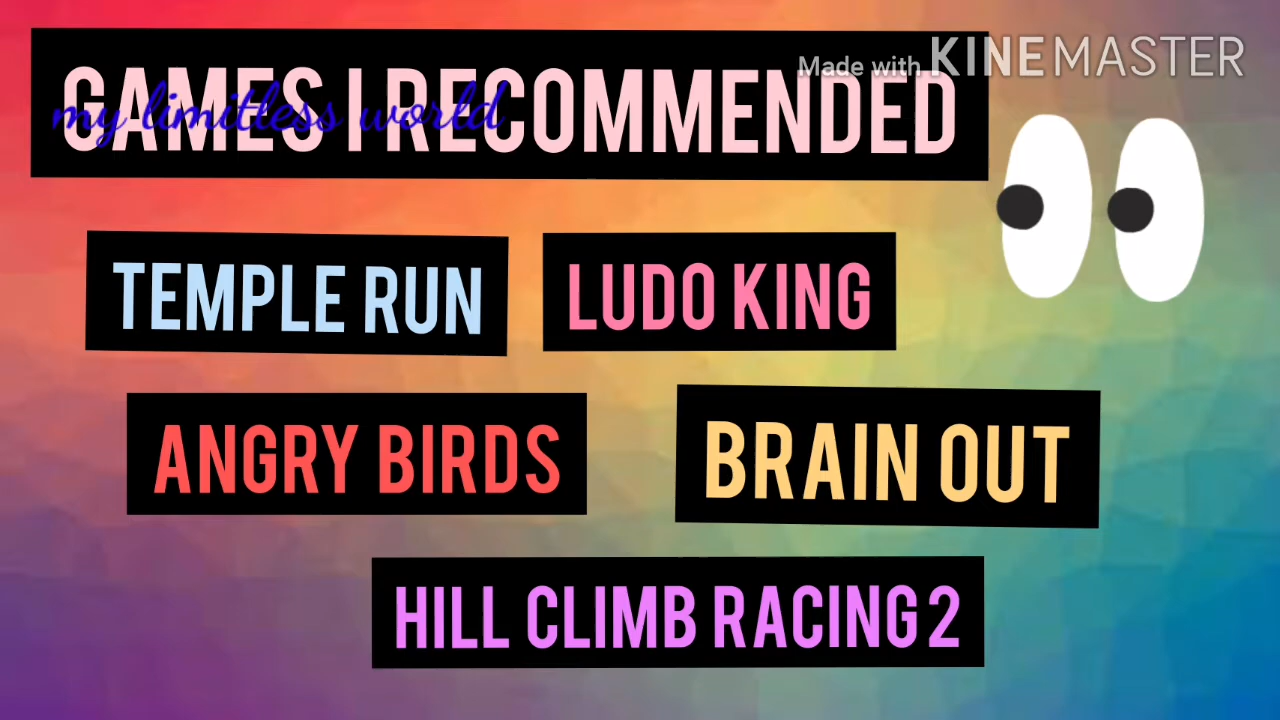 Made with KINEMASTER
GAMES I RECOMMENDED
my limitless world
TEMPLE RUN
LUDO KING
ANGRY BIRDS
BRAIN OUT
HILL CLIMB RACING 2